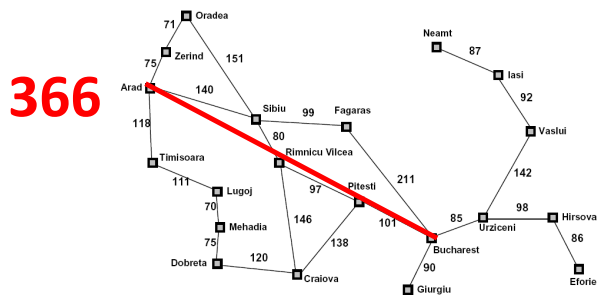 71
Oradea
Neamt
87
75
Zerind
151
Iasi
366
Arad
140
92
Sibiu
99
Fagaras
118
80
Vaslui
Timisoara
Rimnicu Vilcea
111
97
Pitesti
211
142
70
Lugoj
146
101
85
98
Hirsova
Mehadia
Urziceni
75
138
86
Bucharest
Dobreta
120
90
Craiova
Eforie
Giurgiu